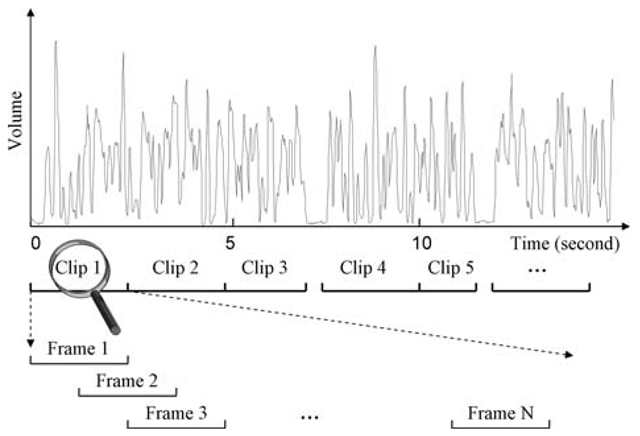 Volume
0 5 10 Time (second)
Clip 1 Clip 2 Clip 3 Clip 4 Clip 5 ...
Frame 1
Frame 2
Frame 3 ... Frame N